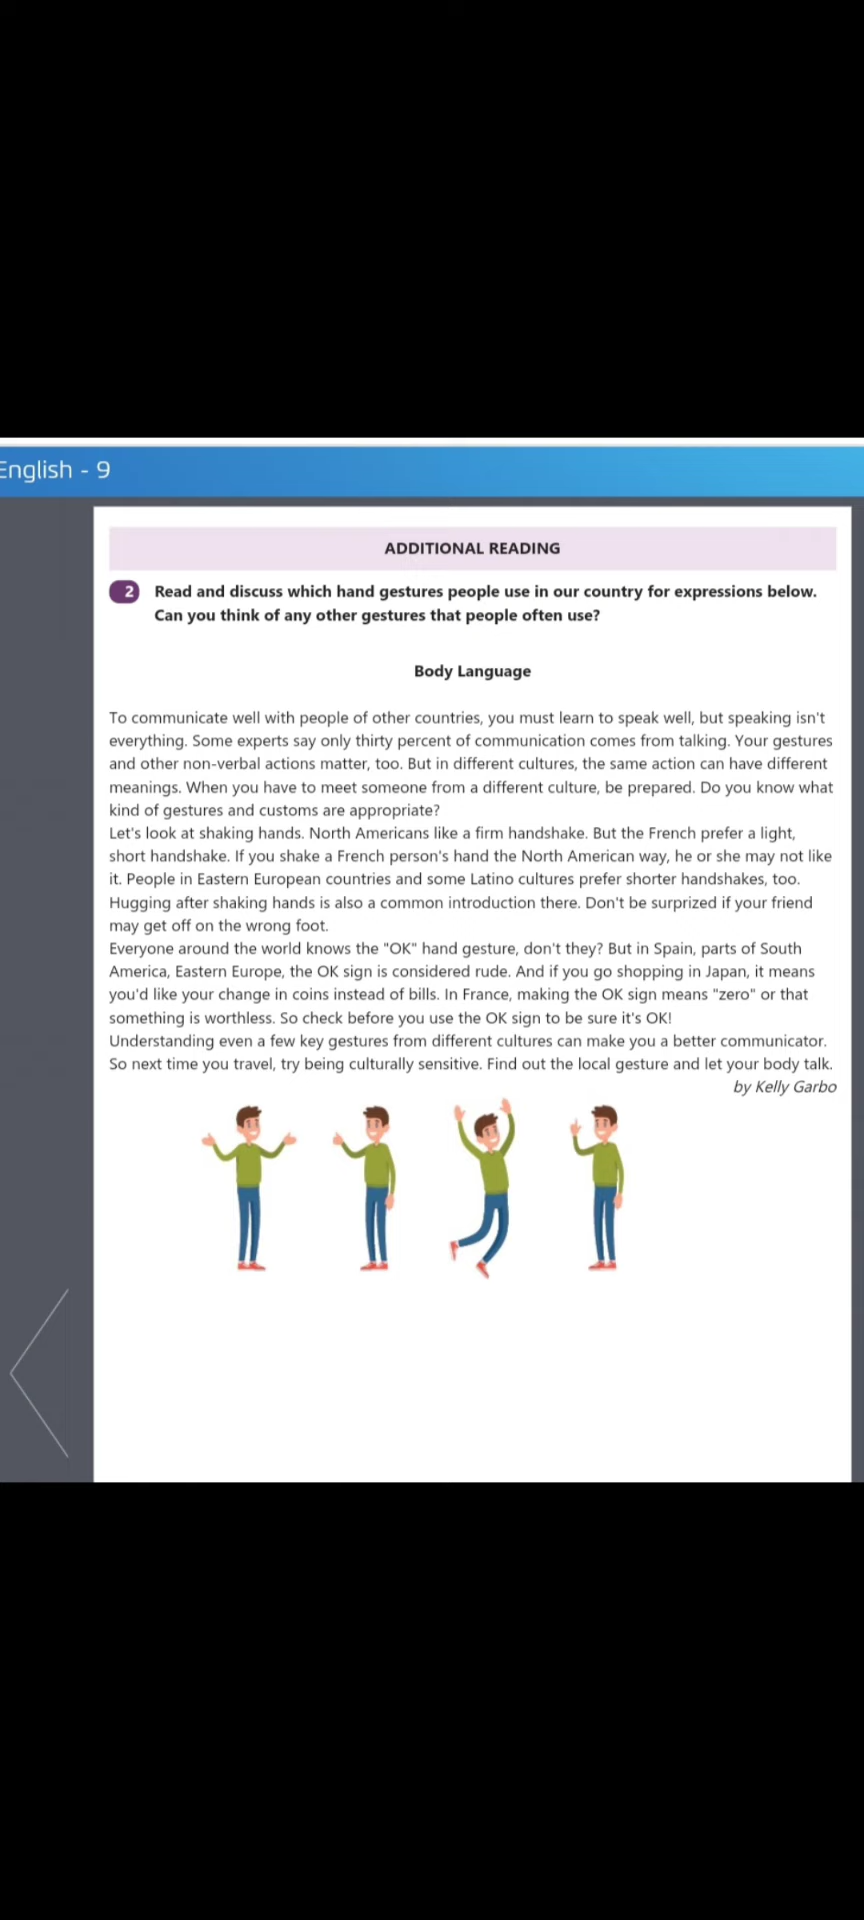 English - 9
ADDITIONAL READING
2 Read and discuss which hand gestures people use in our country for expressions below.
Can you think of any other gestures that people often use?
Body Language
To communicate well with people of other countries, you must learn to speak well, but speaking isn't
everything. Some experts say only thirty percent of communication comes from talking. Your gestures
and other non-verbal actions matter, too. But in different cultures, the same action can have different
meanings. When you have to meet someone from a different culture, be prepared. Do you know what
kind of gestures and customs are appropriate?
Let's look at shaking hands. North Americans like a firm handshake. But the French prefer a light,
short handshake. If you shake a French person's hand the North American way, he or she may not like
it. People in Eastern European countries and some Latino cultures prefer shorter handshakes, too.
Hugging after shaking hands is also a common introduction there. Don't be surprized if your friend
may get off on the wrong foot.
Everyone around the world knows the "OK" hand gesture, don't they? But in Spain, parts of South
America, Eastern Europe, the OK sign is considered rude. And if you go shopping in Japan, it means
you'd like your change in coins instead of bills. In France, making the OK sign means "zero" or that
something is worthless. So check before you use the OK sign to be sure it's OK!
Understanding even a few key gestures from different cultures can make you a better communicator.
So next time you travel, try being culturally sensitive. Find out the local gesture and let your body talk.
by Kelly Garbo